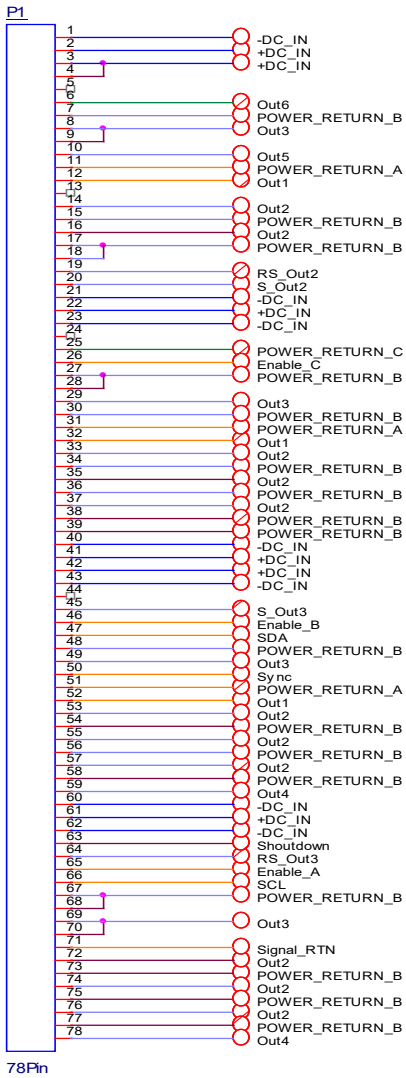 P1
1 -DC_IN
2 +DC_IN
3 +DC_IN
4
5
6 Out6
7 POWER_RETURN_B
8 Out3
9
10 Out5
11 POWER_RETURN_A
12 Out1
13
14 Out2
15 POWER_RETURN_B
16 Out2
17 POWER_RETURN_B
18
19 RS_Out2
20 S_Out2
21 -DC_IN
22 +DC_IN
23 -DC_IN
24
25 POWER_RETURN_C
26 Enable_C
27 POWER_RETURN_B
28
29 Out3
30 POWER_RETURN_B
31 POWER_RETURN_A
32 Out1
33 Out2
34 POWER_RETURN_B
35 Out2
36 POWER_RETURN_B
37 Out2
38 POWER_RETURN_B
39 POWER_RETURN_B
40 -DC_IN
41 +DC_IN
42 +DC_IN
43 -DC_IN
44
45 S_Out3
46 Enable_B
47 SDA
48 POWER_RETURN_B
49 Out3
50 Sync
51 POWER_RETURN_A
52 Out1
53 Out2
54 POWER_RETURN_B
55 Out2
56 POWER_RETURN_B
57 Out2
58 POWER_RETURN_B
59 Out4
60 -DC_IN
61 +DC_IN
62 -DC_IN
63 Shoutdown
64 RS_Out3
65 Enable_A
66 SCL
67 POWER_RETURN_B
68
69 Out3
70
71 Signal_RTN
72 Out2
73 POWER_RETURN_B
74 Out2
75 POWER_RETURN_B
76 Out2
77 POWER_RETURN_B
78 Out4
78Pin